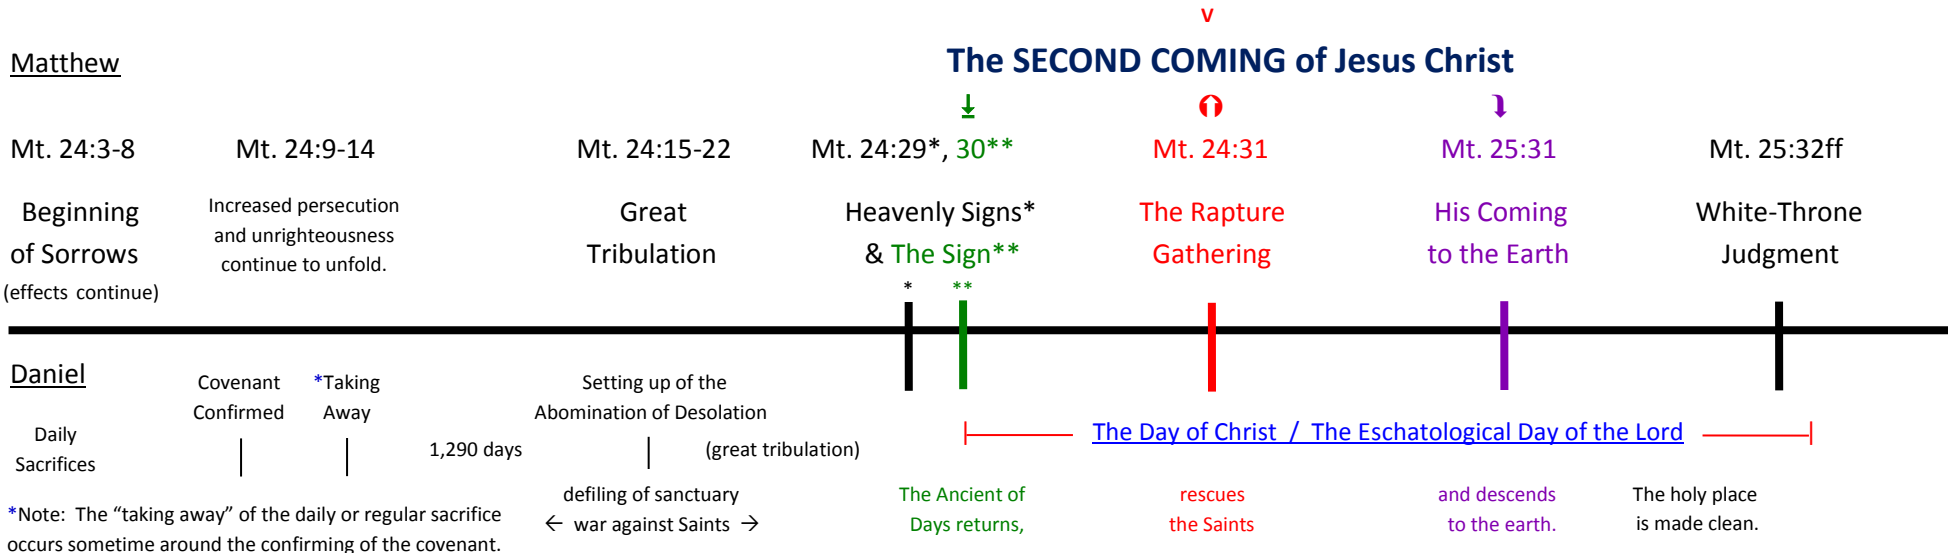 v
Matthew
The SECOND COMING of Jesus Christ
Mt. 24:3-8 Mt. 24:9-14 Mt. 24:15-22 Mt. 24:29*, 30** Mt. 24:31 Mt. 25:31 Mt. 25:32ff
Beginning
of Sorrows
(effects continue)
Increased persecution
and unrighteousness
continue to unfold.
Great
Tribulation
Heavenly Signs*
& The Sign**
* **
The Rapture
Gathering
His Coming
to the Earth
White-Throne
Judgment
Daniel
Daily
Sacrifices
Covenant
Confirmed
*Taking
Away
1,290 days
Setting up of the
Abomination of Desolation
(great tribulation)
The Day of Christ / The Eschatological Day of the Lord
defiling of sanctuary
← war against Saints →
The Ancient of
Days returns,
rescues
the Saints
and descends
to the earth.
The holy place
is made clean.
*Note: The “taking away” of the daily or regular sacrifice
occurs sometime around the confirming of the covenant.